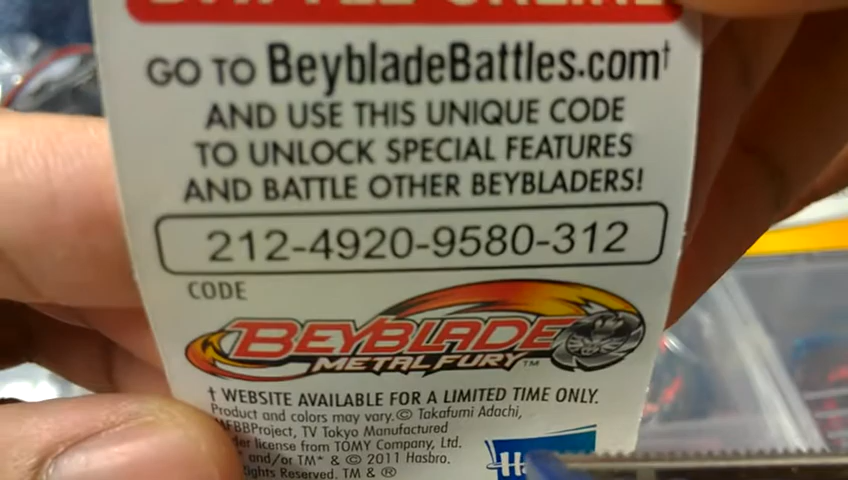 GO TO BeybladeBattles.com†
AND USE THIS UNIQUE CODE
TO UNLOCK SPECIAL FEATURES
AND BATTLE OTHER BEYBLADERS!
212-4920-9580-312
CODE
BEYBLADE
METAL FURY™
† WEBSITE AVAILABLE FOR A LIMITED TIME ONLY.
Product and colors may vary. © Takafumi Adachi,
TV Tokyo Manufactured
license from TOMY Company, Ltd.
and/or TM* & © 2011 Hasbro.
Rights Reserved. TM & ®